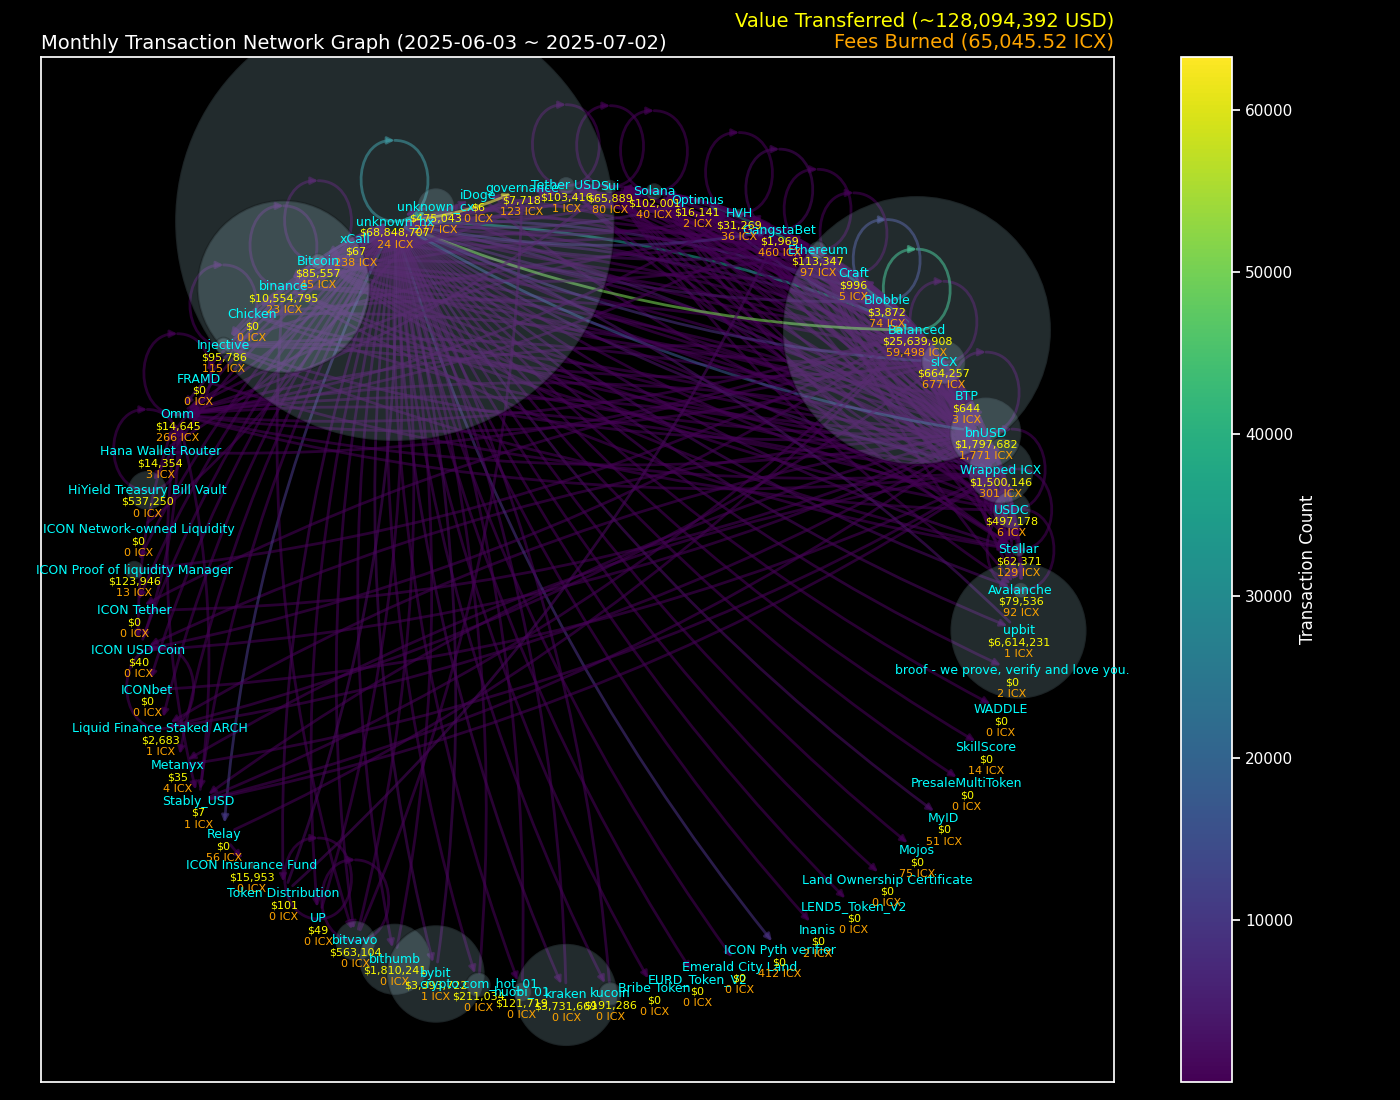 Value Transferred (~128,094,392 USD)
Monthly Transaction Network Graph (2025-06-03 ~ 2025-07-02)
Fees Burned (65,045.52 ICX)
governance
$7,718
123 ICX
Tether USD
$103,416
1 ICX
Sui
$65,889
80 ICX
Solana
$102,001
40 ICX
Optimus
$16,141
2 ICX
HVH
$31,269
36 ICX
GangstaBet
$1,969
460 ICX
Ethereum
$113,347
97 ICX
Craft
$996
5 ICX
Blobble
$3,872
74 ICX
Balanced
$25,639,908
59,498 ICX
sICX
$664,257
677 ICX
BTP
$644
3 ICX
bnUSD
$1,797,682
1,771 ICX
Wrapped ICX
$1,500,146
301 ICX
USDC
$497,178
6 ICX
Stellar
$62,371
129 ICX
Avalanche
$79,536
92 ICX
upbit
$6,614,231
1 ICX
broof - we prove, verify and love you.
$0
2 ICX
WADDLE
$0
0 ICX
SkillScore
$0
14 ICX
PresaleMultiToken
$0
0 ICX
MyID
$0
51 ICX
Mojos
$0
75 ICX
Land Ownership Certificate
$0
0 ICX
LEND5_Token_V2
$0
0 ICX
Inanis
$0
2 ICX
ICON Pyth verifier
$0
412 ICX
Emerald City Land
$0
0 ICX
EURD_Token_V2
$0
0 ICX
Bribe Token
$0
0 ICX
kucoin
0 ICX
kraken
$3,731,669
0 ICX
huobi_01
$121,719
0 ICX
com_hot_01
$211,034
0 ICX
bybit
$3,393,722
1 ICX
bithumb
$1,810,241
0 ICX
bitvavo
$563,104
0 ICX
UP
$49
0 ICX
Token Distribution
$101
0 ICX
ICON Insurance Fund
$15,953
0 ICX
Relay
$0
56 ICX
Stably_USD
$7
1 ICX
Metanyx
$35
4 ICX
Liquid Finance Staked ARCH
$2,683
1 ICX
ICONbet
$0
0 ICX
ICON USD Coin
$40
0 ICX
ICON Tether
$0
0 ICX
ICON Proof of liquidity Manager
$123,946
13 ICX
ICON Network-owned Liquidity
$0
0 ICX
HiYield Treasury Bill Vault
$537,250
0 ICX
Hana Wallet Router
$14,354
3 ICX
Omm
$14,645
266 ICX
FRAMD
$0
0 ICX
Injective
$95,786
115 ICX
Chicken
$0
0 ICX
binance
$10,554,795
23 ICX
Bitcoin
$85,557
45 ICX
xCall
$67
238 ICX
unknown_hx
$68,848,707
24 ICX
unknown_cx
$475,043
iDoge
$6
0 ICX
60000
50000
40000
30000
20000
10000
Transaction Count